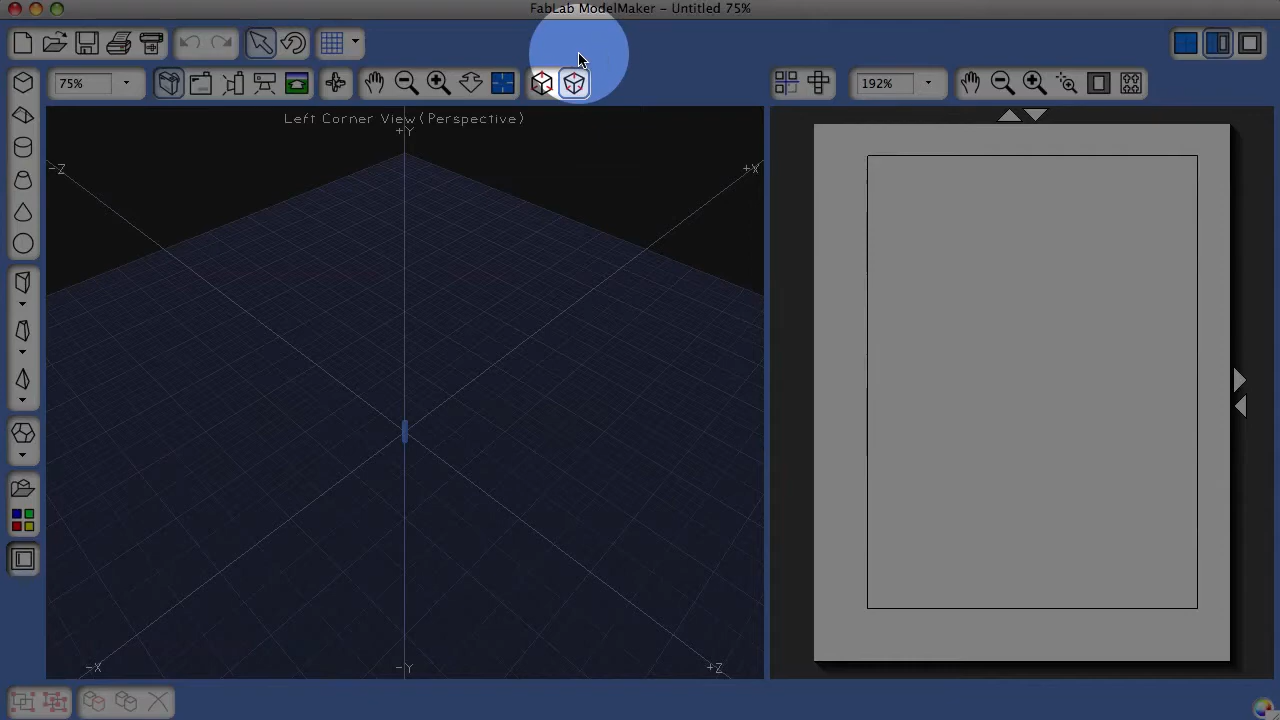 FabLab ModelMaker – Untitled 75%
75%
192%
Left Corner View (Perspective)
+Y
-Z
+X
-X
-Y
+Z